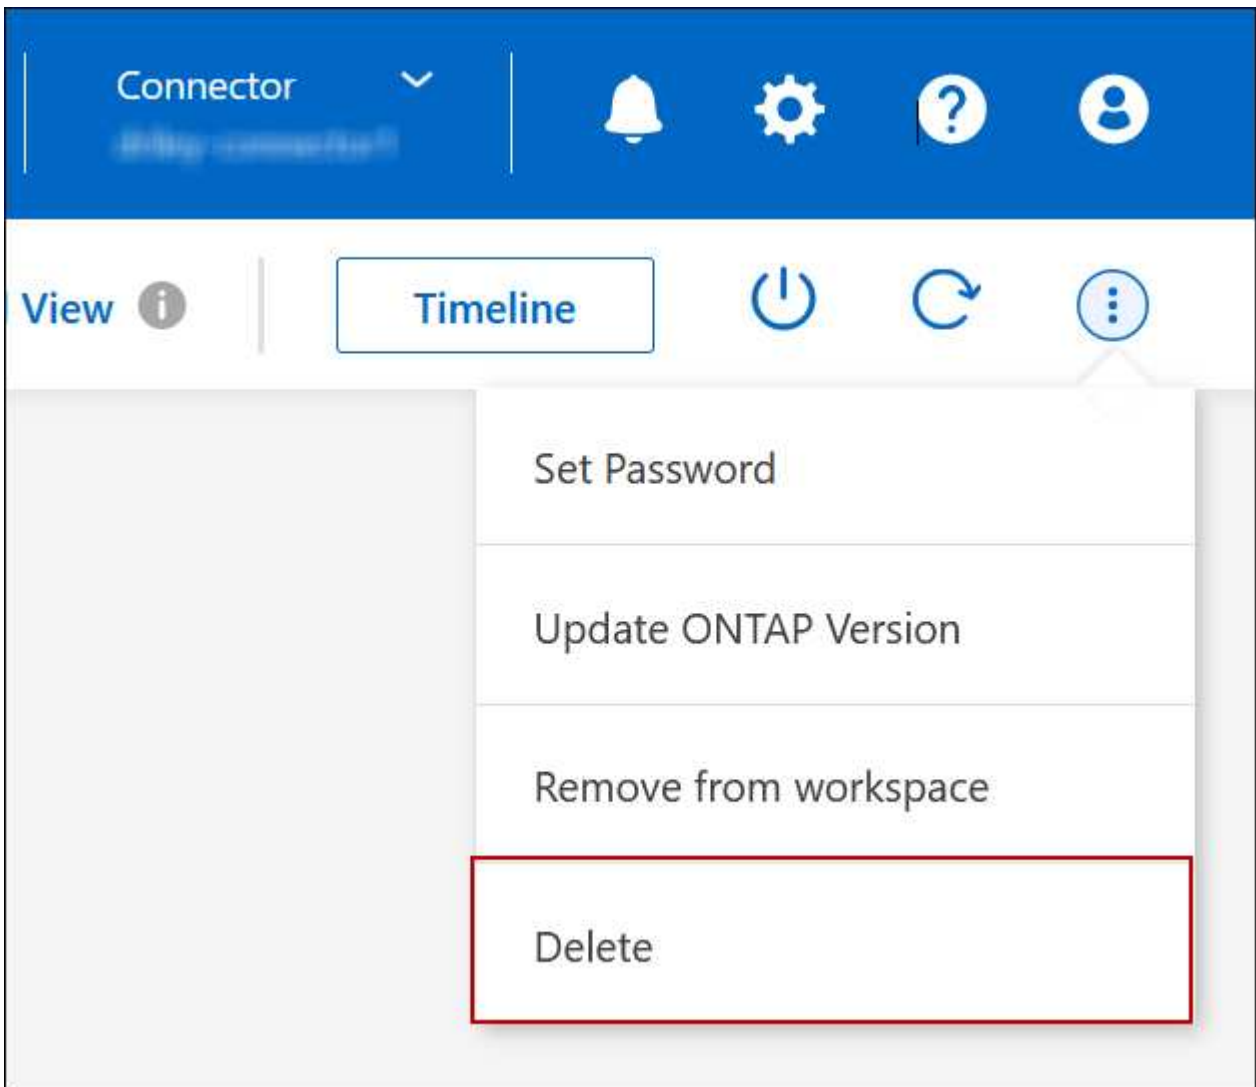 Connector
View
Timeline
Set Password
Update ONTAP Version
Remove from workspace
Delete